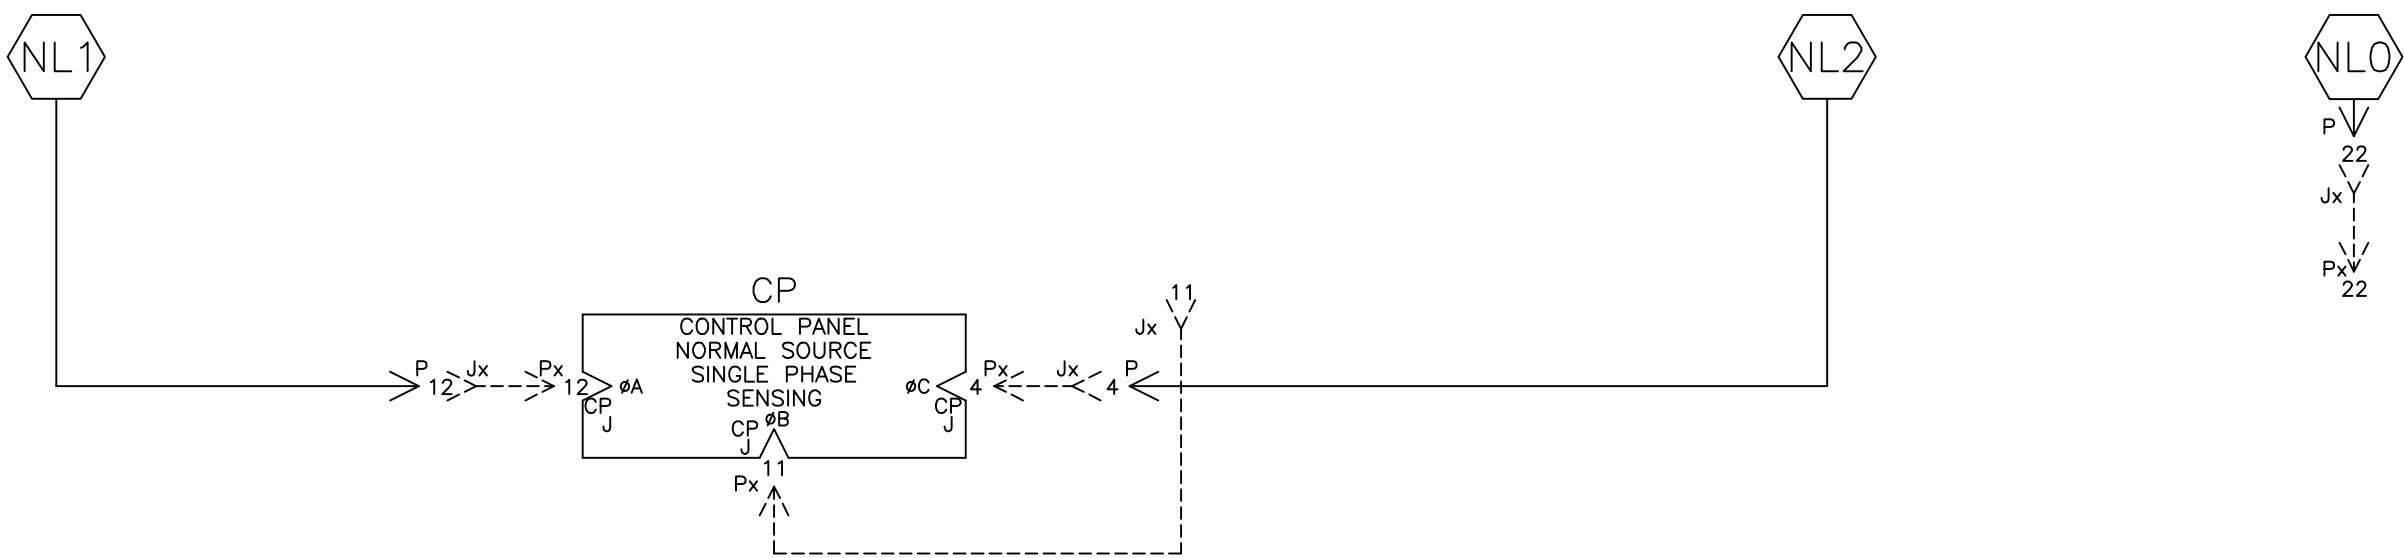 NL1
NL2
NL0
P
22
Jx
Px
22
CP
CONTROL PANEL
NORMAL SOURCE
SINGLE PHASE
SENSING
P
12
Jx
Px
12
øA
CP
J
øC
4
CP
J
Px
Jx
4
P
11
Jx
øB
CP
J
11
Px